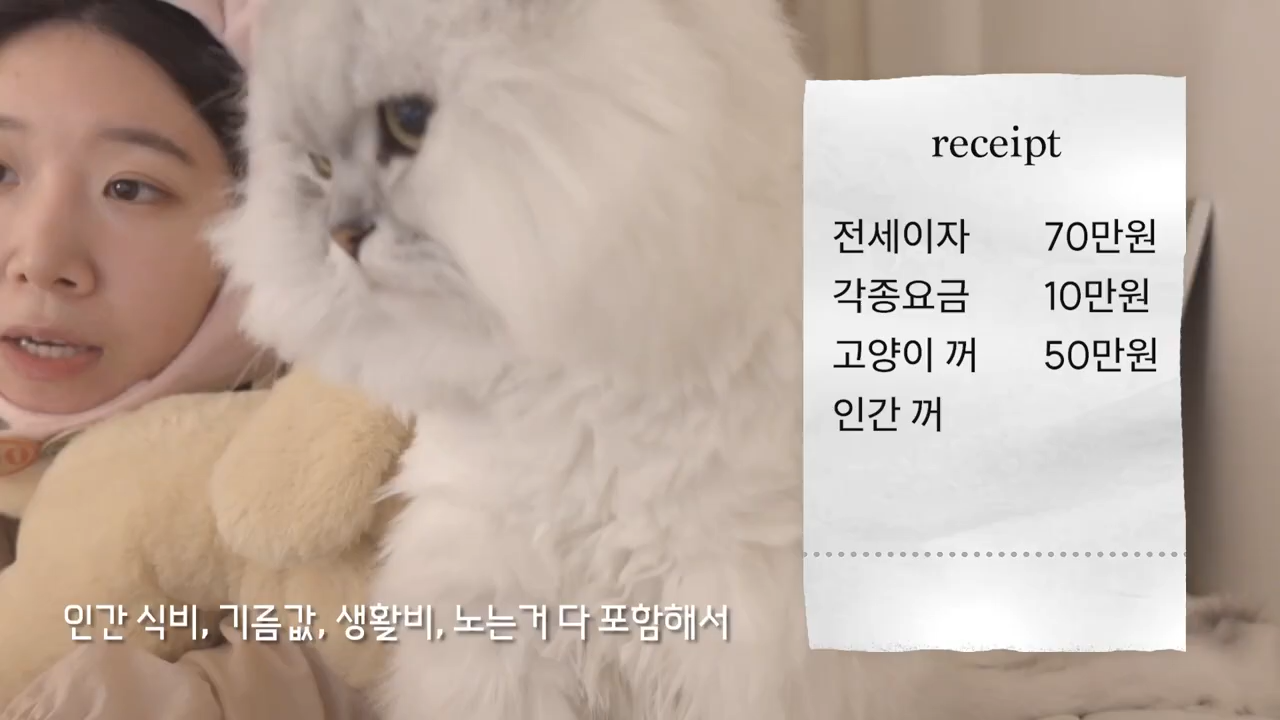 receipt
전세이자 70만원
각종요금 10만원
고양이 꺼 50만원
인간 꺼
인간 식비, 기름값, 생활비, 노는거 다 포함해서